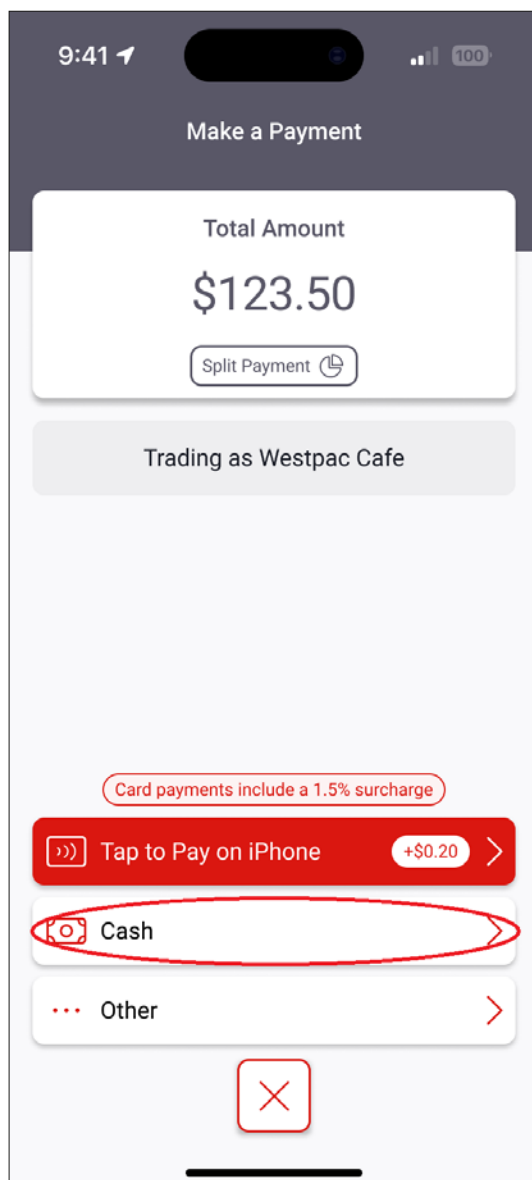 9:41
100
Make a Payment
Total Amount
$123.50
Split Payment
Trading as Westpac Cafe
Card payments include a 1.5% surcharge
Tap to Pay on iPhone +$0.20
Cash
Other